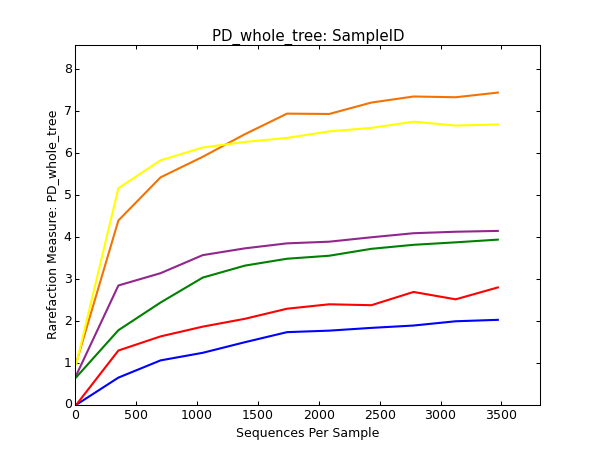 PD_whole_tree: SampleID
Rarefaction Measure: PD_whole_tree
8
7
6
5
4
3
2
1
0
0 500 1000 1500 2000 2500 3000 3500
Sequences Per Sample